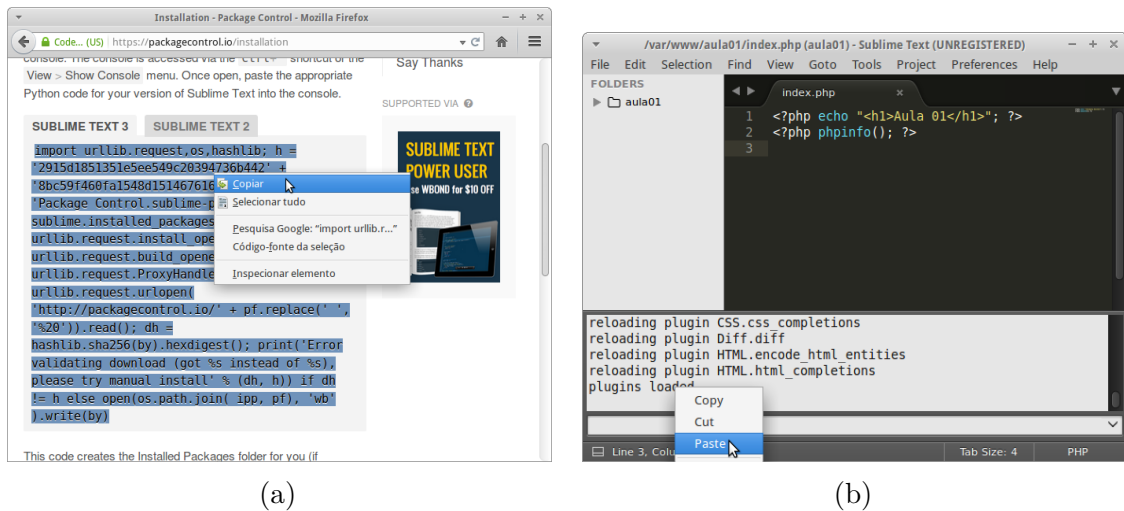 Installation - Package Control - Mozilla Firefox
Code... (US) https://packagecontrol.io/installation
console. The console is accessed via the ctrl+` shortcut or the
View > Show Console menu. Once open, paste the appropriate
Python code for your version of Sublime Text into the console.
SUBLIME TEXT 3 SUBLIME TEXT 2
import urllib.request,os,hashlib; h =
'2915d1851351e5ee549c20394736b442' +
'8bc59f460fa1548d151467616
'Package Control.sublime-p
sublime.installed_packages
urllib.request.install_ope
urllib.request.build_opene
urllib.request.ProxyHandle
urllib.request.urlopen(
'http://packagecontrol.io/' + pf.replace(' ',
'%20')).read(); dh =
hashlib.sha256(by).hexdigest(); print('Error
validating download (got %s instead of %s),
please try manual install' % (dh, h)) if dh
!= h else open(os.path.join( ipp, pf), 'wb'
).write(by)
This code creates the Installed Packages folder for you (if
Copiar
Selecionar tudo
Pesquisa Google: "import urllib.r..."
Código-fonte da seleção
Inspecionar elemento
Say Thanks
SUPPORTED VIA
SUBLIME TEXT
POWER USER
se WBOND for $10 OFF
(a)
/var/www/aula01/index.php (aula01) - Sublime Text (UNREGISTERED)
File Edit Selection Find View Goto Tools Project Preferences Help
FOLDERS
aula01
index.php
1 <?php echo "<h1>Aula 01</h1>"; ?>
2 <?php phpinfo(); ?>
3
reloading plugin CSS.css_completions
reloading plugin Diff.diff
reloading plugin HTML.encode_html_entities
reloading plugin HTML.html_completions
plugins loaded
Copy
Cut
Paste
Line 3, Colu Tab Size: 4 PHP
(b)